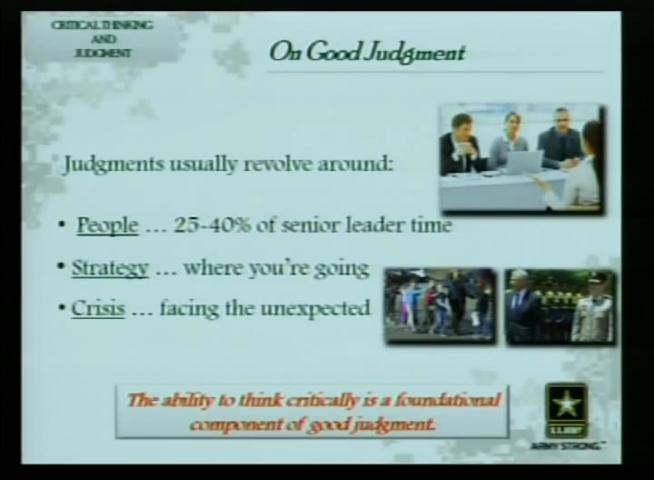 CRITICAL THINKING
AND
JUDGMENT
On Good Judgment
Judgments usually revolve around:
• People ... 25-40% of senior leader time
• Strategy ... where you're going
• Crisis ... facing the unexpected
The ability to think critically is a foundational
component of good judgment.
U.S. ARMY
ARMY STRONG.™